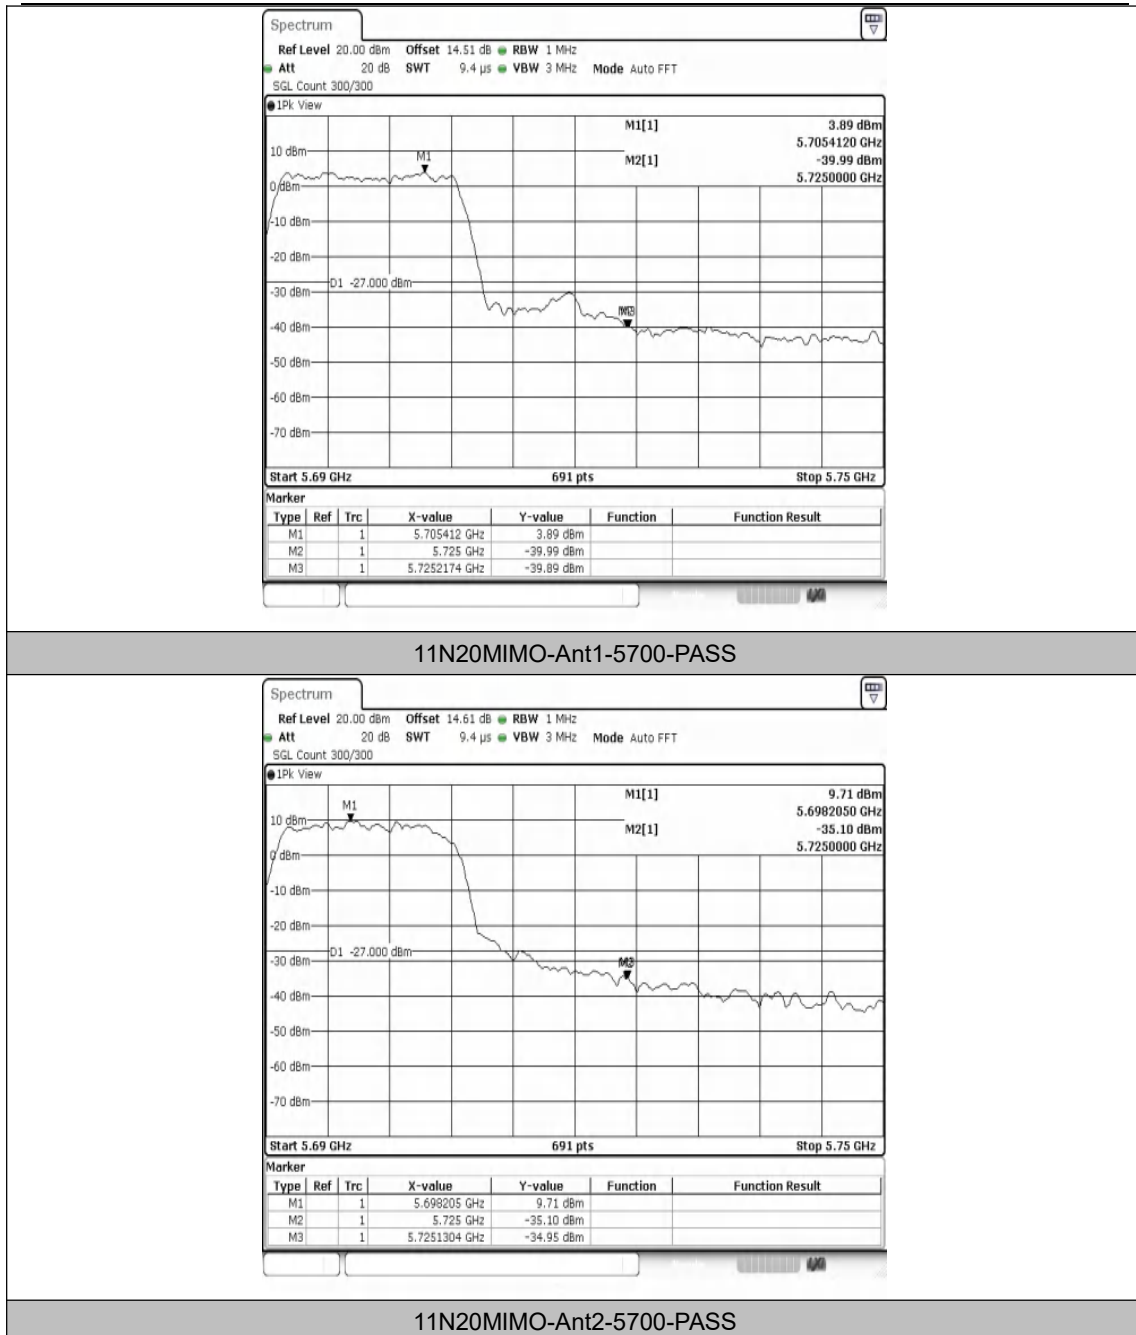 Spectrum
Ref Level 20.00 dBm Offset 14.51 dB RBW 1 MHz
Att 20 dB SWT 9.4 µs VBW 3 MHz Mode Auto FFT
SGL Count 300/300
1Pk View
M1[1] 3.89 dBm
5.7054120 GHz
M2[1] -39.99 dBm
5.7250000 GHz
10 dBm
M1
0 dBm
-10 dBm
-20 dBm
D1 -27.000 dBm
-30 dBm
-40 dBm
-50 dBm
-60 dBm
-70 dBm
Start 5.69 GHz 691 pts Stop 5.75 GHz
Marker
Type Ref Trc X-value Y-value Function Function Result
M1 1 5.705412 GHz 3.89 dBm
M2 1 5.725 GHz -39.99 dBm
M3 1 5.7252174 GHz -39.89 dBm
11N20MIMO-Ant1-5700-PASS
Spectrum
Ref Level 20.00 dBm Offset 14.61 dB RBW 1 MHz
Att 20 dB SWT 9.4 µs VBW 3 MHz Mode Auto FFT
SGL Count 300/300
1Pk View
M1[1] 9.71 dBm
5.6982050 GHz
M2[1] -35.10 dBm
5.7250000 GHz
M1
10 dBm
0 dBm
-10 dBm
-20 dBm
D1 -27.000 dBm
-30 dBm
-40 dBm
-50 dBm
-60 dBm
-70 dBm
Start 5.69 GHz 691 pts Stop 5.75 GHz
Marker
Type Ref Trc X-value Y-value Function Function Result
M1 1 5.698205 GHz 9.71 dBm
M2 1 5.725 GHz -35.10 dBm
M3 1 5.7251304 GHz -34.95 dBm
11N20MIMO-Ant2-5700-PASS